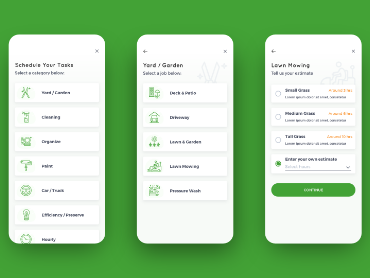 Schedule Your Tasks
Select a category below.
Yard / Garden
Cleaning
Organize
Paint
Car / Truck
Efficiency / Preserve
Hourly
Yard / Garden
Select a job below.
Deck & Patio
Driveway
Lawn & Garden
Lawn Mowing
Pressure Wash
Lawn Mowing
Tell us your estimate
Small Grass
Lorem ipsum dolor sit amet, consectetur
Medium Grass
Lorem ipsum dolor sit amet, consectetur
Tall Grass
Lorem ipsum dolor sit amet, consectetur
Enter your own estimate
CONTINUE